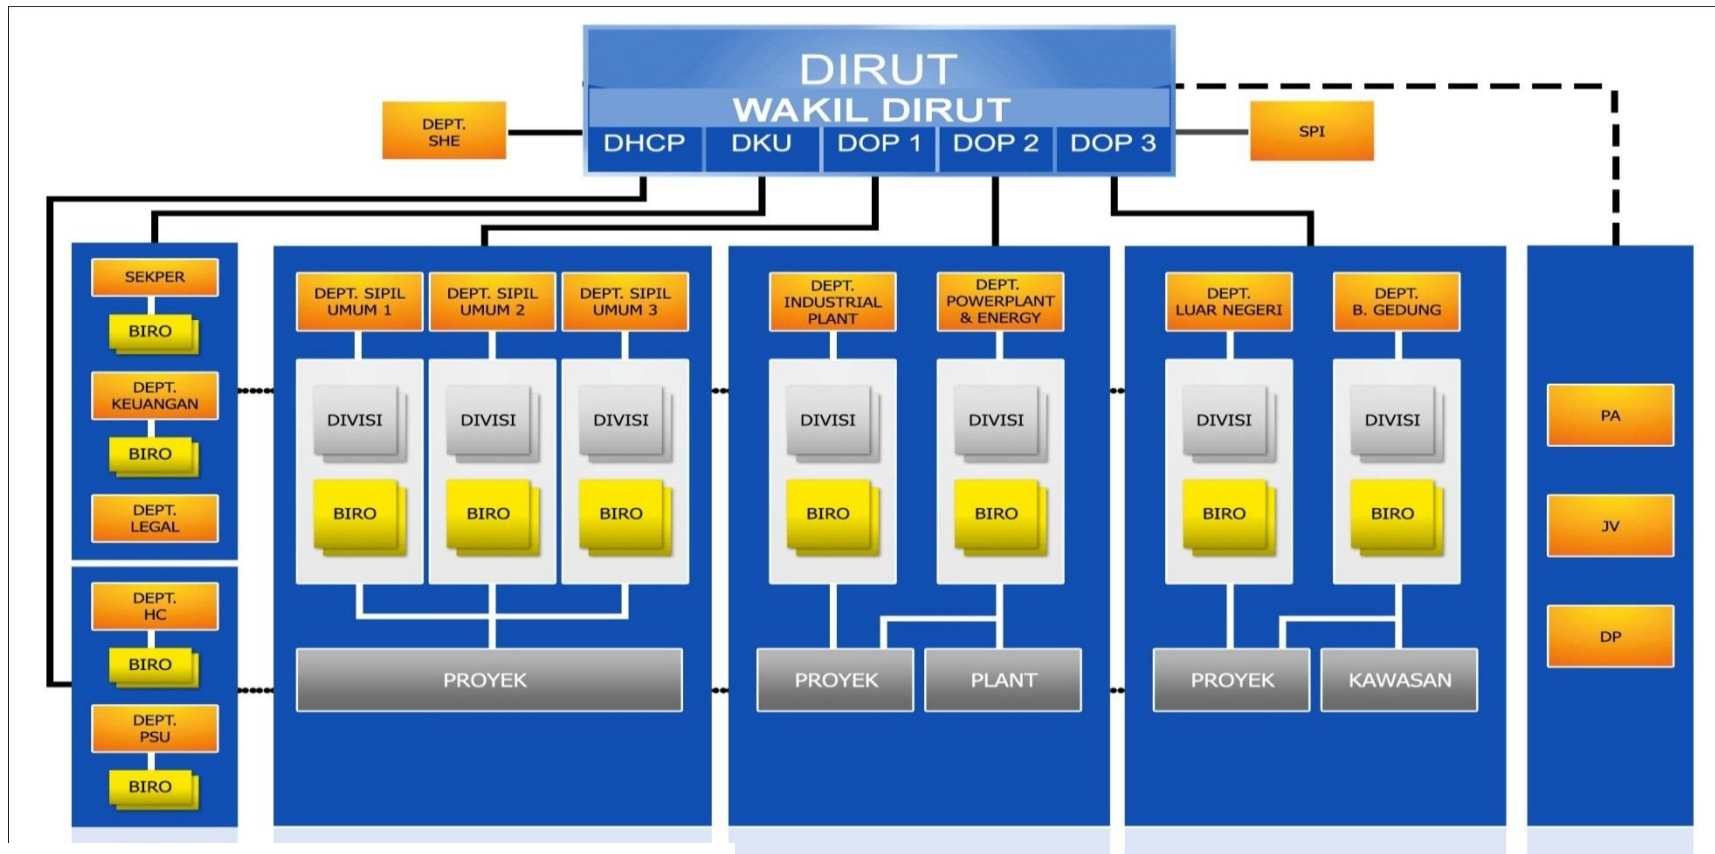 DIRUT
WAKIL DIRUT
DHCP
DKU
DOP 1
DOP 2
DOP 3
DEPT.
SHE
SPI
SEKPER
BIRO
DEPT.
KEUANGAN
BIRO
DEPT.
LEGAL
DEPT.
HC
BIRO
DEPT.
PSU
BIRO
DEPT. SIPIL
UMUM 1
DIVISI
BIRO
DEPT. SIPIL
UMUM 2
DIVISI
BIRO
DEPT. SIPIL
UMUM 3
DIVISI
BIRO
PROYEK
DEPT.
INDUSTRIAL
PLANT
DIVISI
BIRO
DEPT.
POWERPLANT
& ENERGY
DIVISI
BIRO
PROYEK
PLANT
DEPT.
LUAR NEGERI
DIVISI
BIRO
DEPT.
B. GEDUNG
DIVISI
BIRO
PROYEK
KAWASAN
PA
JV
DP